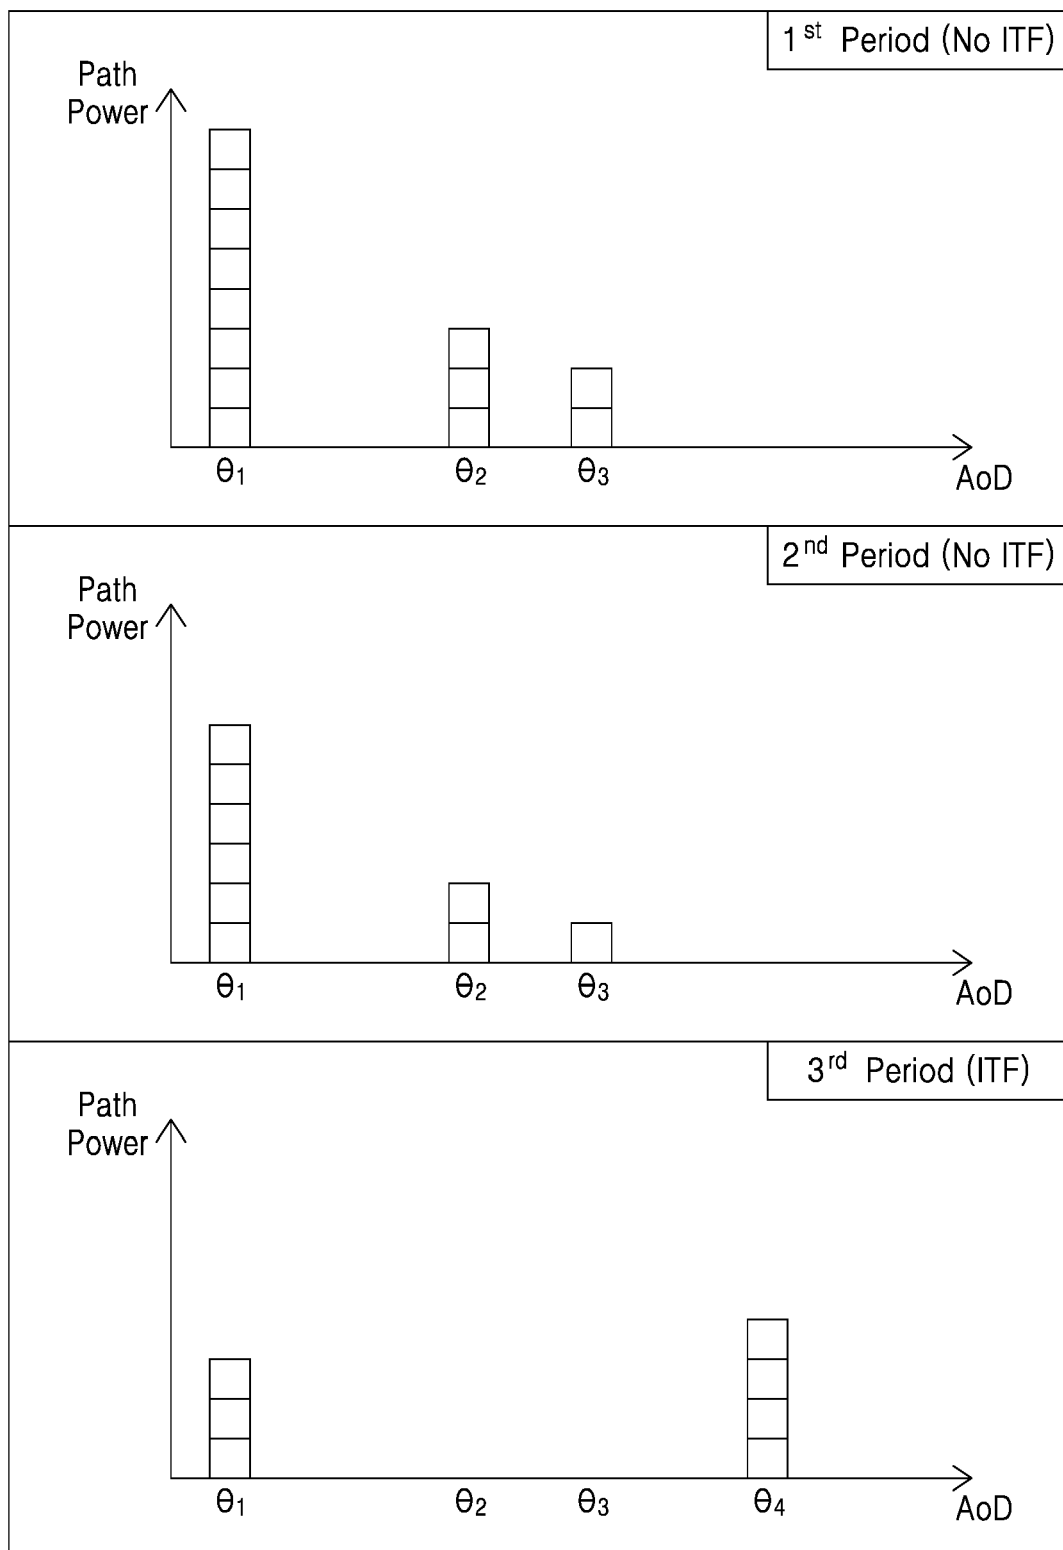 1st Period (No ITF)
Path
Power
θ1
θ2
θ3
AoD
2nd Period (No ITF)
Path
Power
θ1
θ2
θ3
AoD
3rd Period (ITF)
Path
Power
θ1
θ2
θ3
θ4
AoD